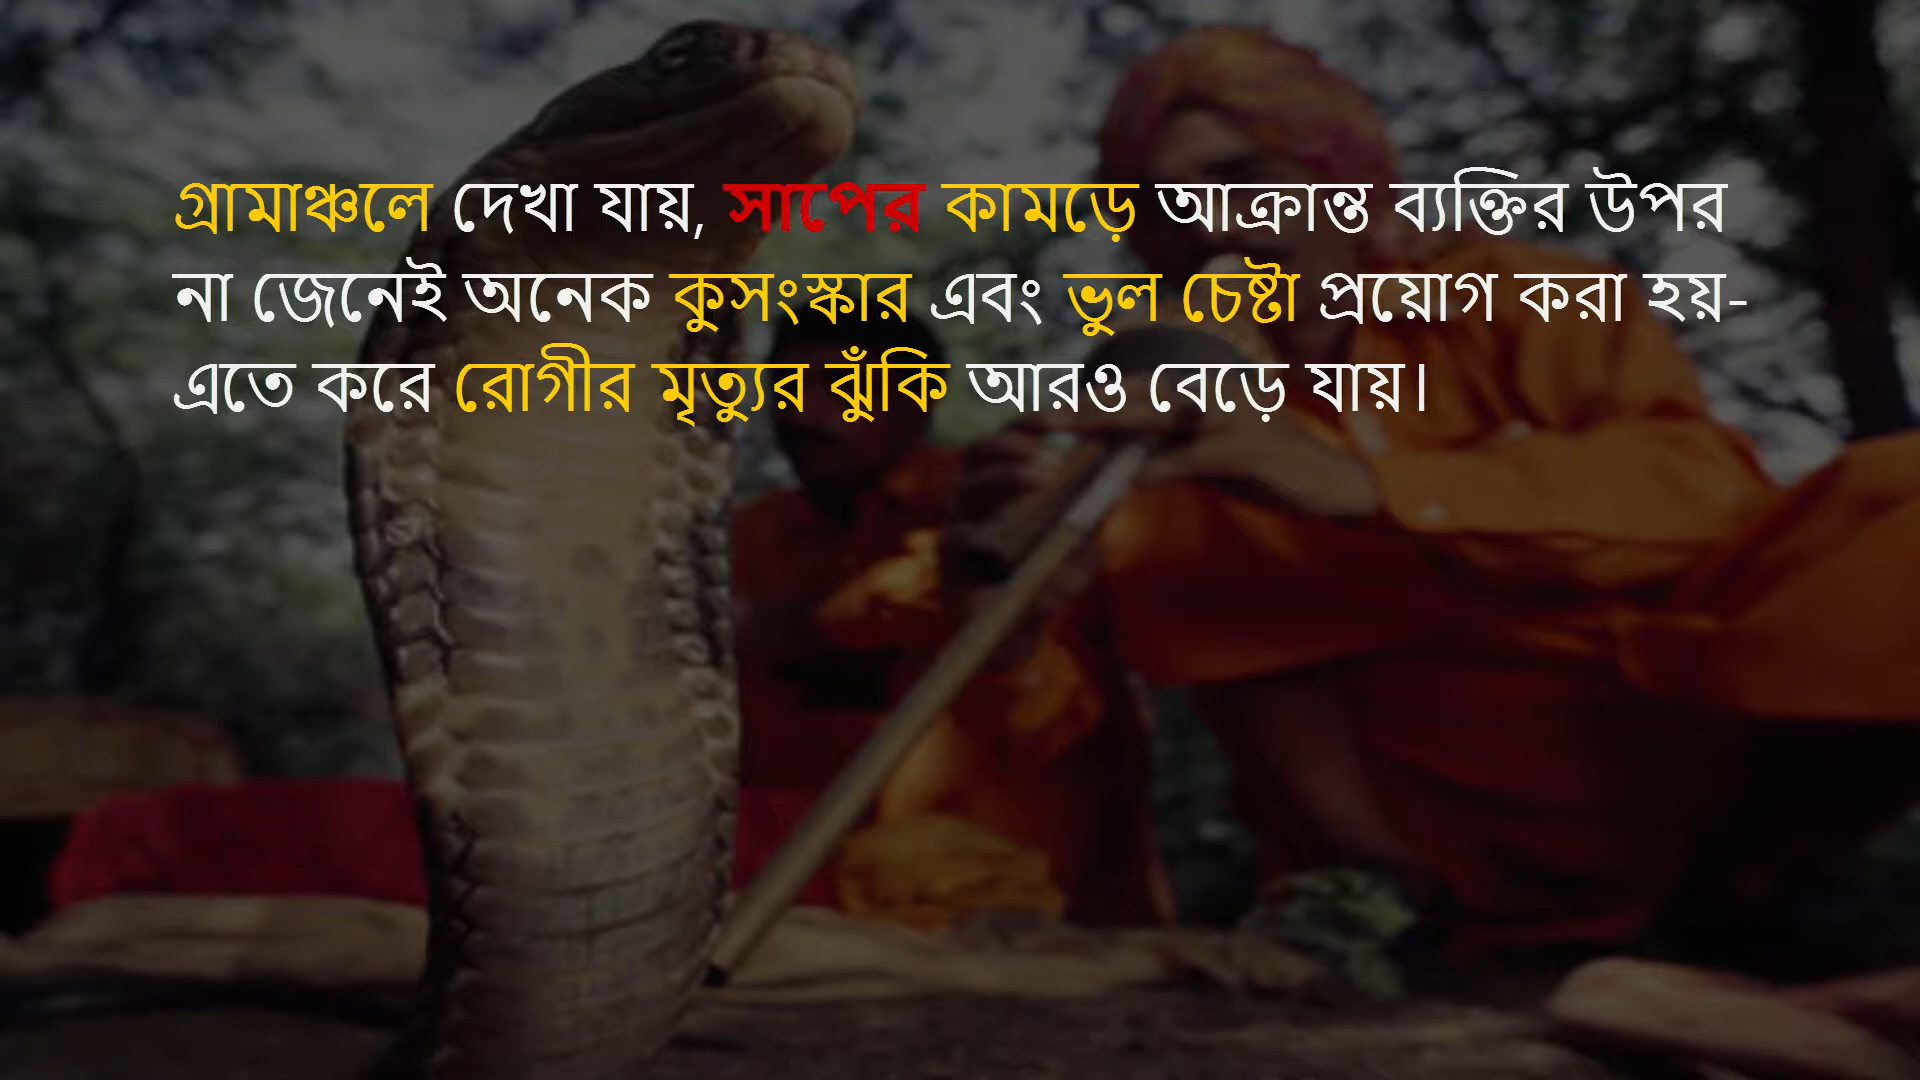 গ্রামাঞ্চলে দেখা যায়, সাপের কামড়ে আক্রান্ত ব্যক্তির উপর
না জেনেই অনেক কুসংস্কার এবং ভুল চেষ্টা প্রয়োগ করা হয়-
এতে করে রোগীর মৃত্যুর ঝুঁকি আরও বেড়ে যায়।